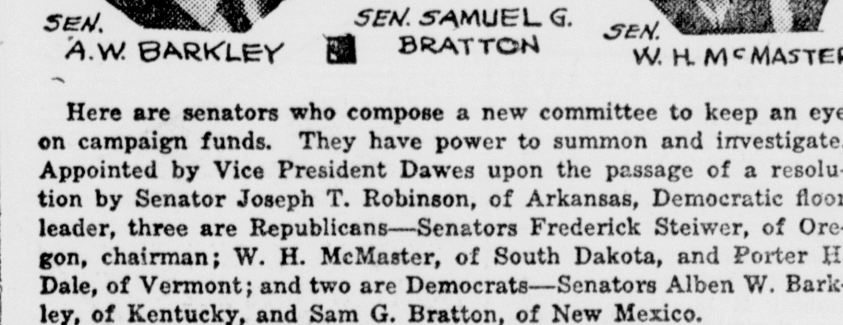 SEN. A.W. BARKLEY
SEN. SAMUEL G. BRATTON
SEN. W. H. McMASTER
Here are senators who compose a new committee to keep an eye
on campaign funds. They have power to summon and irrvestigate.
Appointed by Vice President Dawes upon the passage of a resolu-
tion by Senator Joseph T. Robinson, of Arkansas, Democratic floor
leader, three are Republicans—Senators Frederick Steiwer, of Ore-
gon, chairman; W. H. McMaster, of South Dakota, and Porter H
Dale, of Vermont; and two are Democrats—Senators Alben W. Bark-
ley, of Kentucky, and Sam G. Bratton, of New Mexico.